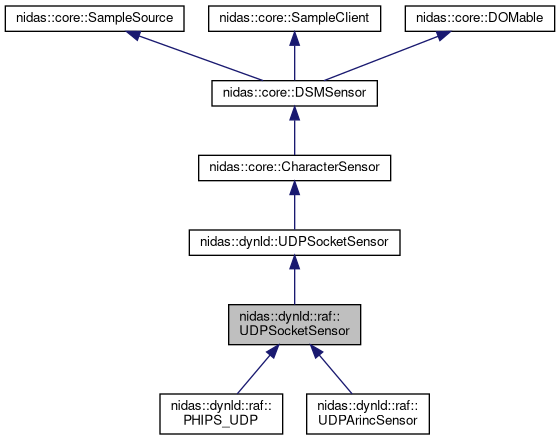 nidas::core::SampleSource
nidas::core::SampleClient
nidas::core::DOMable
nidas::core::DSMSensor
nidas::core::CharacterSensor
nidas::dynld::UDPSocketSensor
nidas::dynld::raf::
UDPSocketSensor
nidas::dynld::raf::
PHIPS_UDP
nidas::dynld::raf::
UDPArincSensor